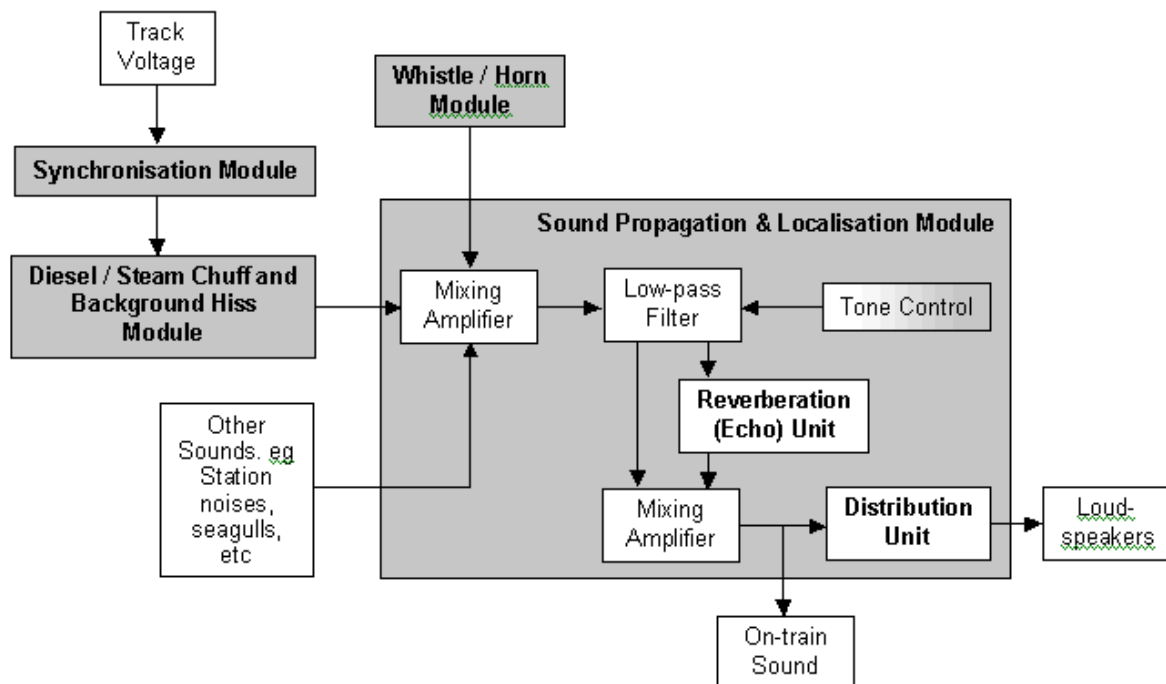 Track
Voltage
Whistle / Horn
Module
Synchronisation Module
Sound Propagation & Localisation Module
Diesel / Steam Chuff and
Background Hiss
Module
Mixing
Amplifier
Low-pass
Filter
Tone Control
Reverberation
(Echo) Unit
Other
Sounds. eg
Station
noises,
seagulls,
etc
Mixing
Amplifier
Distribution
Unit
Loud-
speakers
On-train
Sound